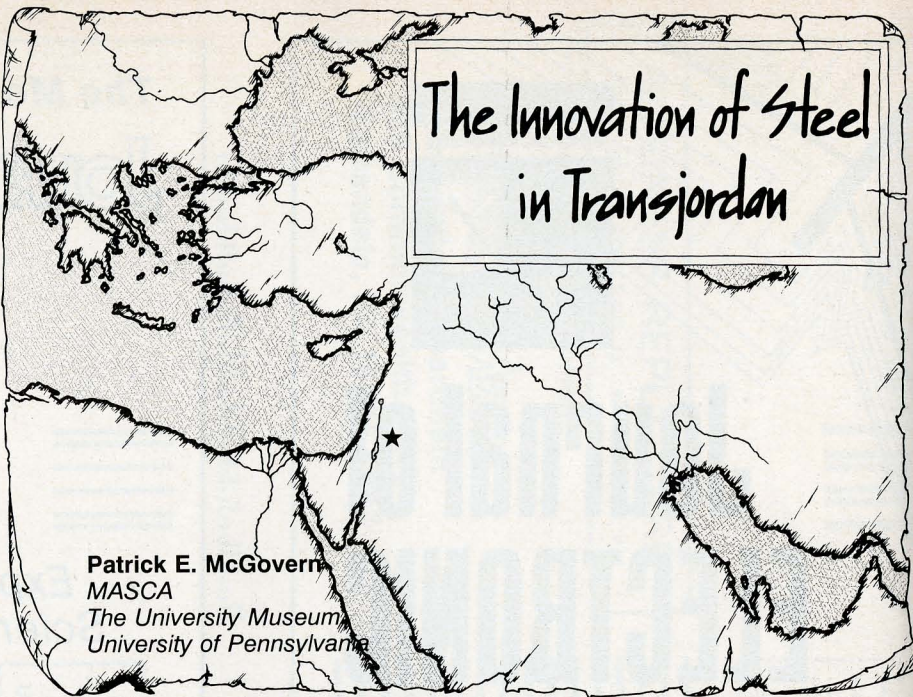 The Innovation of Steel
in Transjordan
Patrick E. McGovern
MASCA
The University Museum
University of Pennsylvania